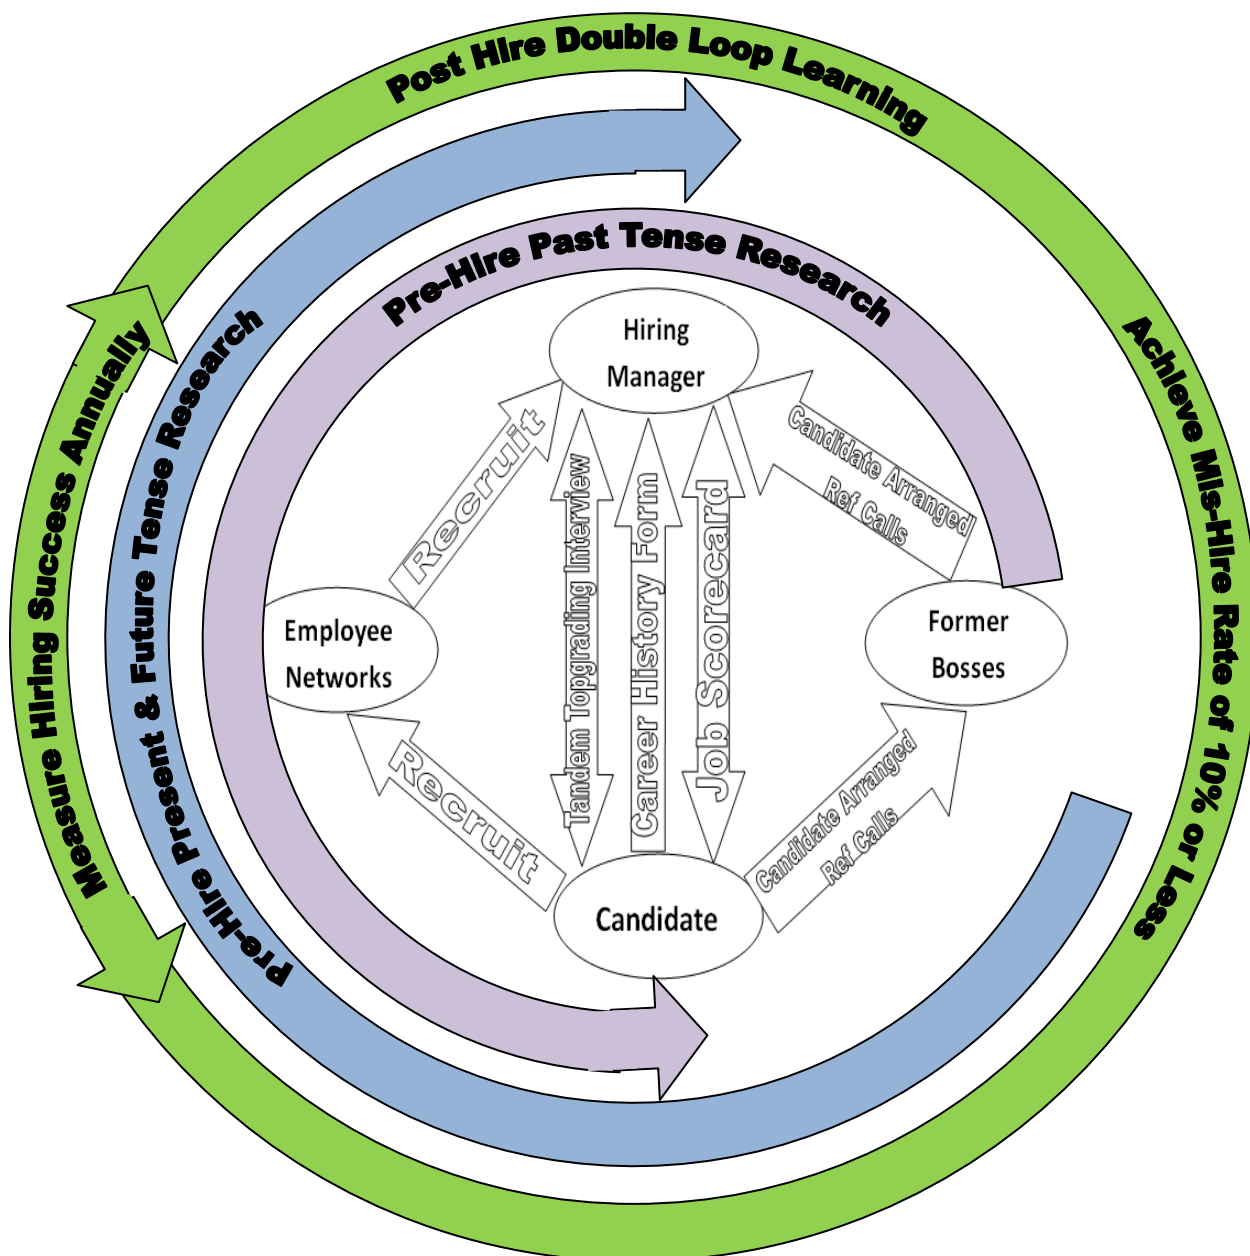 Post Hire Double Loop Learning
Achieve Mis-Hire Rate of 10% or Less
Measure Hiring Success Annually
Pre-Hire Present & Future Tense Research
Pre-Hire Past Tense Research
Hiring
Manager
Recruit
Tandem Topgrading Interview
Career History Form
Job Scorecard
Candidate Arranged
Ref Calls
Employee
Networks
Former
Bosses
Recruit
Candidate Arranged
Ref Calls
Candidate